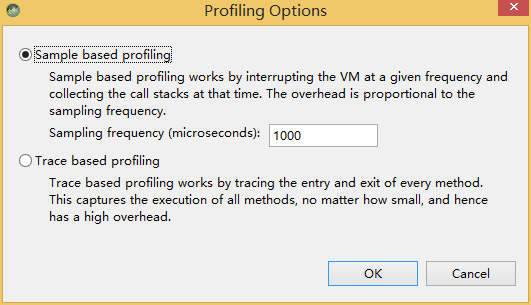 Profiling Options
Sample based profiling
Sample based profiling works by interrupting the VM at a given frequency and
collecting the call stacks at that time. The overhead is proportional to the
sampling frequency.
Sampling frequency (microseconds): 1000
Trace based profiling
Trace based profiling works by tracing the entry and exit of every method.
This captures the execution of all methods, no matter how small, and hence
has a high overhead.
OK Cancel